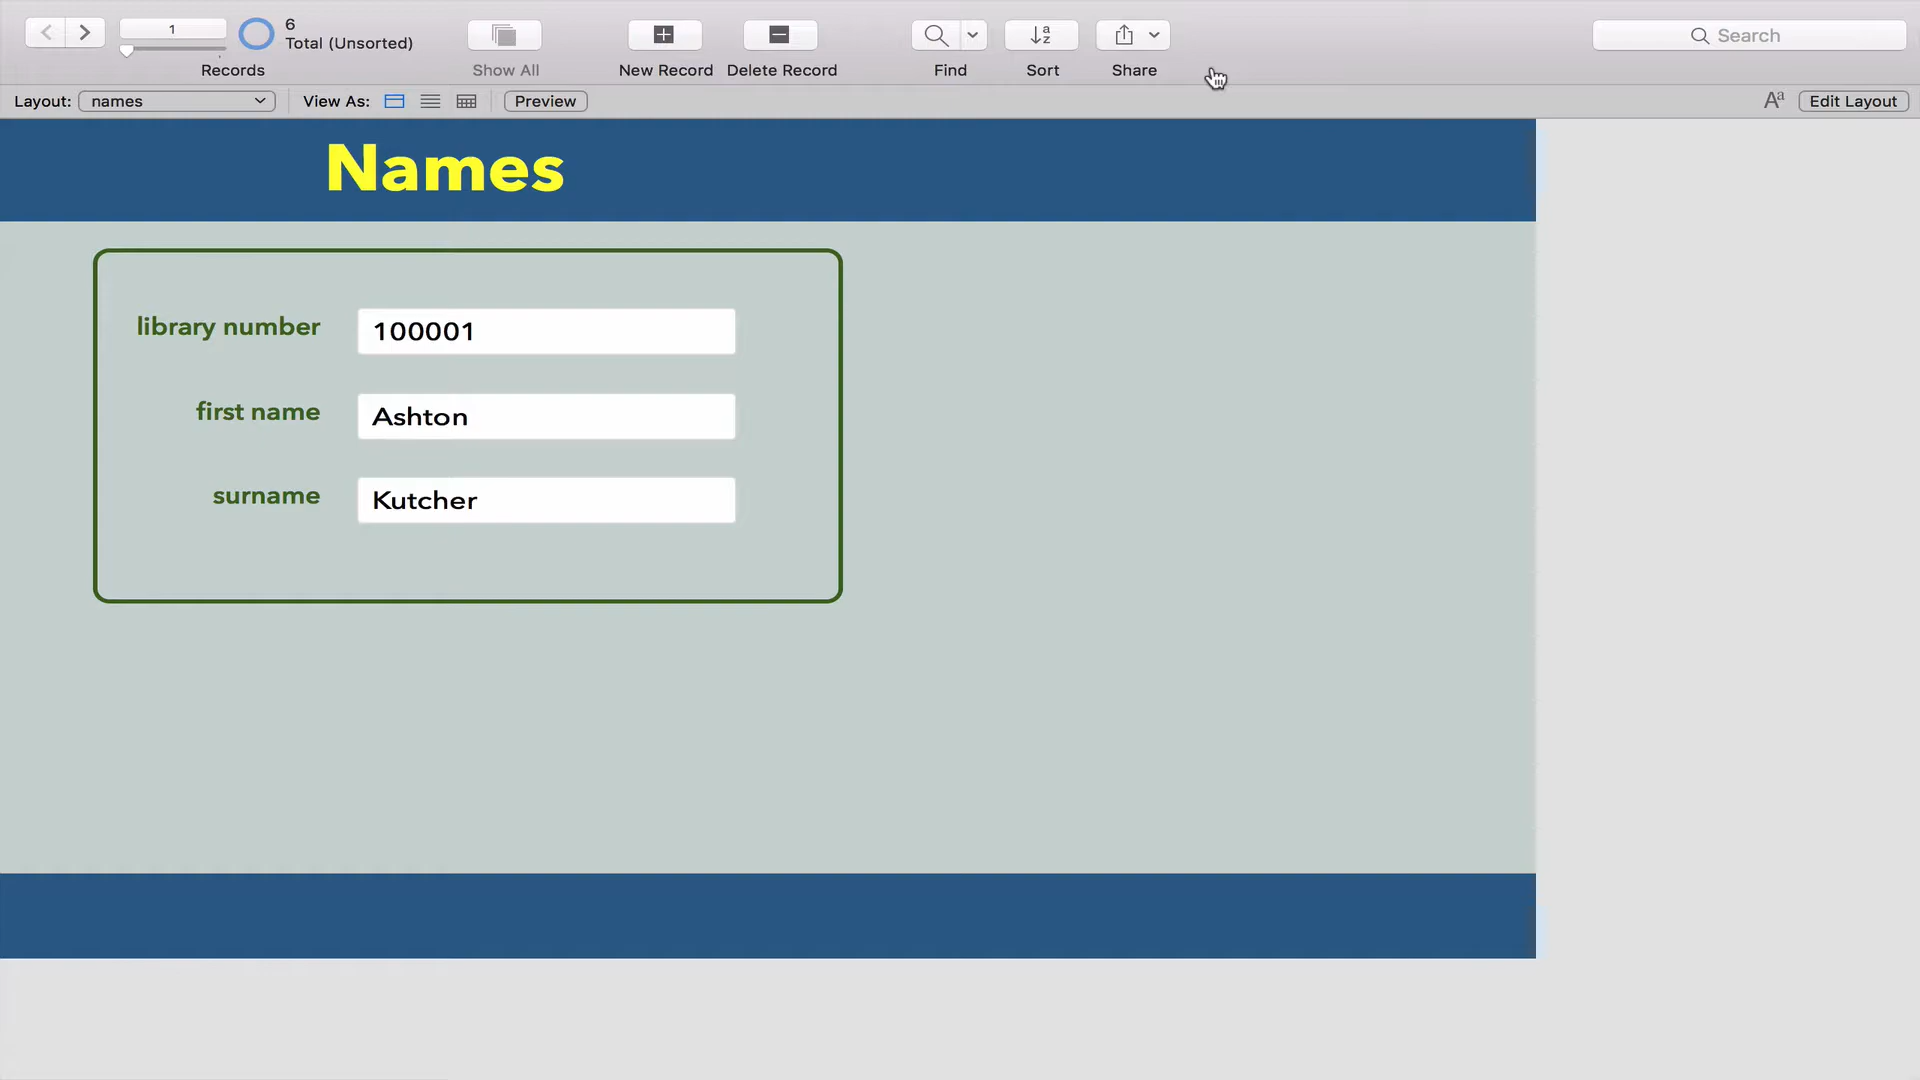 1
6
Total (Unsorted)
Records
Show All
New Record
Delete Record
Find
Sort
Share
Search
Layout: names
View As:
Preview
Aa
Edit Layout
Names
library number 100001
first name Ashton
surname Kutcher